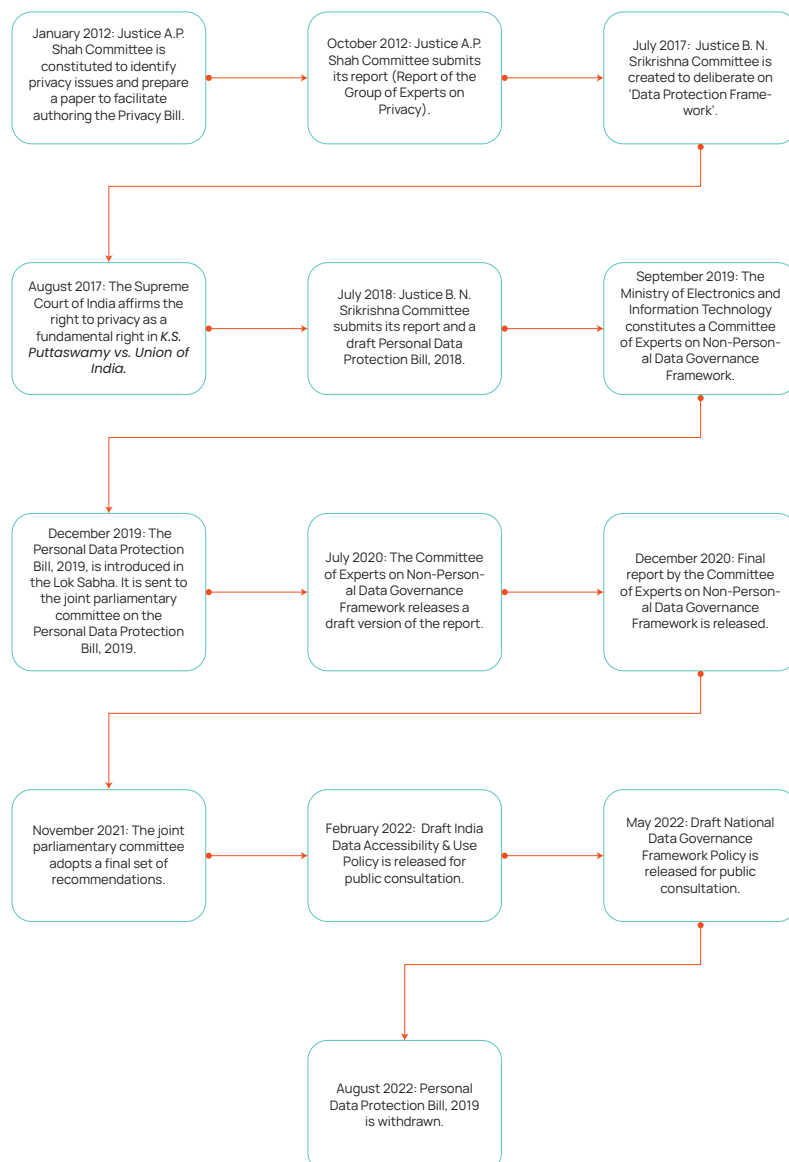 January 2012: Justice A.P.
Shah Committee is
constituted to identify
privacy issues and prepare
a paper to facilitate
authoring the Privacy Bill.
October 2012: Justice A.P.
Shah Committee submits
its report (Report of the
Group of Experts on
Privacy).
July 2017: Justice B. N.
Srikrishna Committee is
created to deliberate on
'Data Protection Frame-
work'.
August 2017: The Supreme
Court of India affirms the
right to privacy as a
fundamental right in K.S.
Puttaswamy vs. Union of
India.
July 2018: Justice B. N.
Srikrishna Committee
submits its report and a
draft Personal Data
Protection Bill, 2018.
September 2019: The
Ministry of Electronics and
Information Technology
constitutes a Committee
of Experts on Non-Person-
al Data Governance
Framework.
December 2019: The
Personal Data Protection
Bill, 2019, is introduced in
the Lok Sabha. It is sent to
the joint parliamentary
committee on the
Personal Data Protection
Bill, 2019.
July 2020: The Committee
of Experts on Non-Person-
al Data Governance
Framework releases a
draft version of the report.
December 2020: Final
report by the Committee
of Experts on Non-Person-
al Data Governance
Framework is released.
November 2021: The joint
parliamentary committee
adopts a final set of
recommendations.
February 2022: Draft India
Data Accessibility & Use
Policy is released for
public consultation.
May 2022: Draft National
Data Governance
Framework Policy is
released for public
consultation.
August 2022: Personal
Data Protection Bill, 2019
is withdrawn.